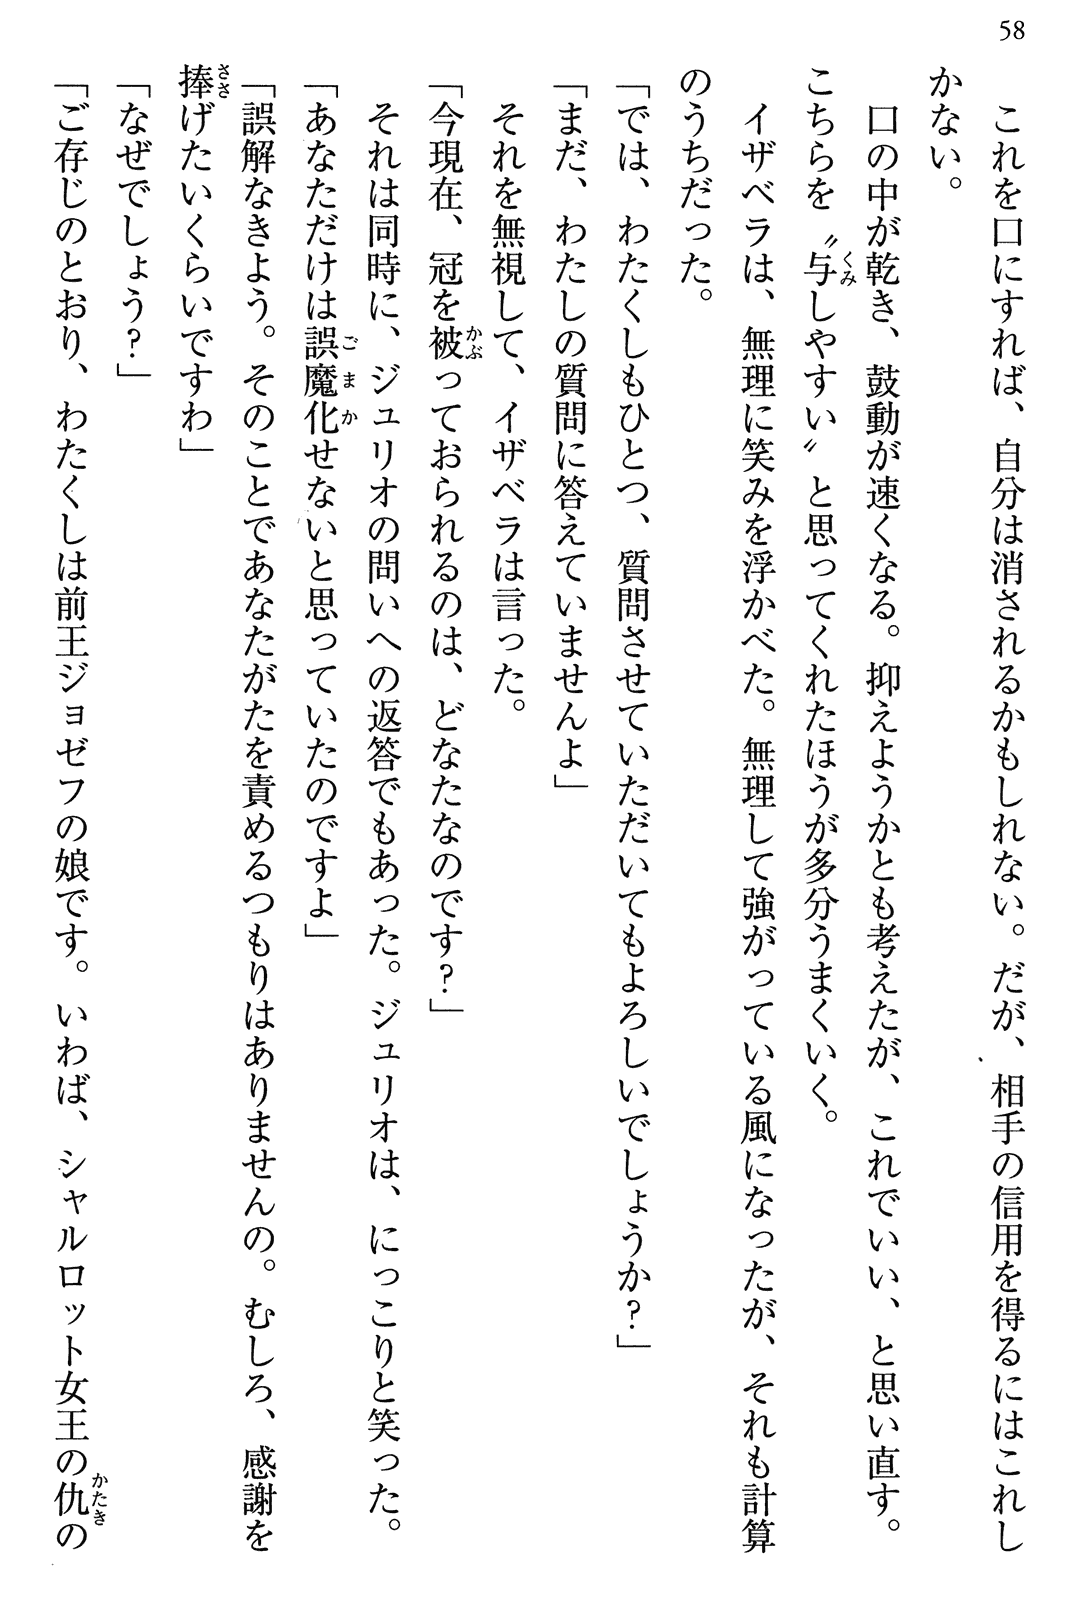 58
　これを口にすれば、自分は消されるかもしれない。だが、相手の信用を得るにはこれし
かない。
　口の中が乾き、鼓動が速くなる。抑えようかとも考えたが、これでいい、と思い直す。
こちらを〝与しやすい〟と思ってくれたほうが多分うまくいく。
　イザベラは、無理に笑みを浮かべた。無理して強がっている風になったが、それも計算
のうちだった。
「では、わたくしもひとつ、質問させていただいてもよろしいでしょうか？」
「まだ、わたしの質問に答えていませんよ」
　それを無視して、イザベラは言った。
「今現在、冠を被っておられるのは、どなたなのです？」
　それは同時に、ジュリオの問いへの返答でもあった。ジュリオは、にっこりと笑った。
「あなただけは誤魔化せないと思っていたのですよ」
「誤解なきよう。そのことであなたがたを責めるつもりはありませんの。むしろ、感謝を
捧げたいくらいですわ」
「なぜでしょう？」
「ご存じのとおり、わたくしは前王ジョゼフの娘です。いわば、シャルロット女王の仇の